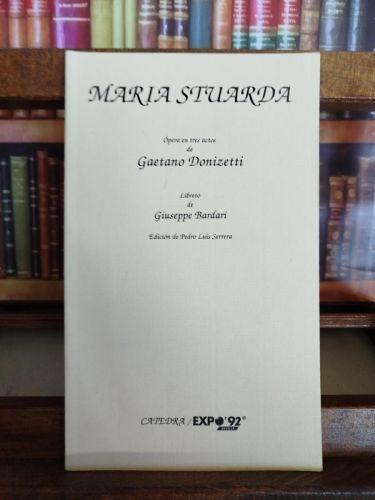 MARIA STUARDA
Ópera en tres actos
de
Gaetano Donizetti
Libreto
de
Giuseppe Bardari
Edición de Pedro Luis Serrera
CATEDRA / EXPO'92®
SEVILLA